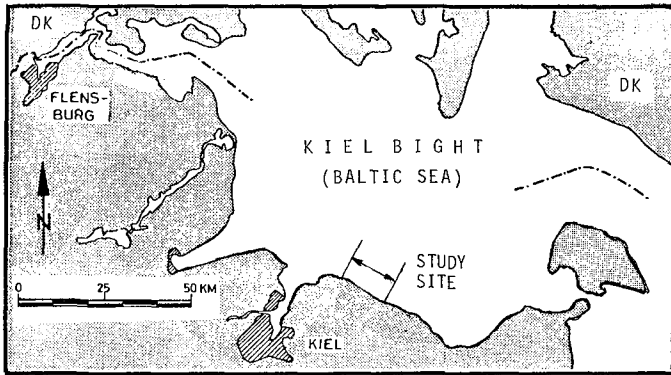 DK
FLENS-
BURG
KIEL BIGHT
(BALTIC SEA)
DK
N
STUDY
SITE
0 25 50 KM
KIEL